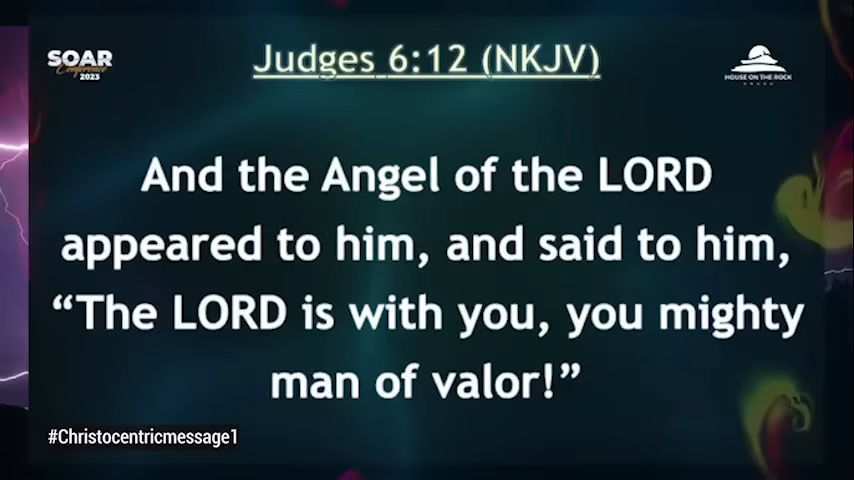 SOAR
Conference
2023
Judges 6:12 (NKJV)
HOUSE ON THE ROCK
And the Angel of the LORD
appeared to him, and said to him,
“The LORD is with you, you mighty
man of valor!”
#Christocentricmessage1